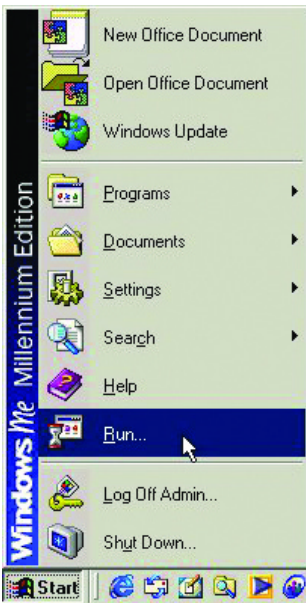 New Office Document
Open Office Document
Windows Update
Programs
Documents
Settings
Search
Help
Run...
Log Off Admin...
Shut Down...
Windows Me Millennium Edition
Start